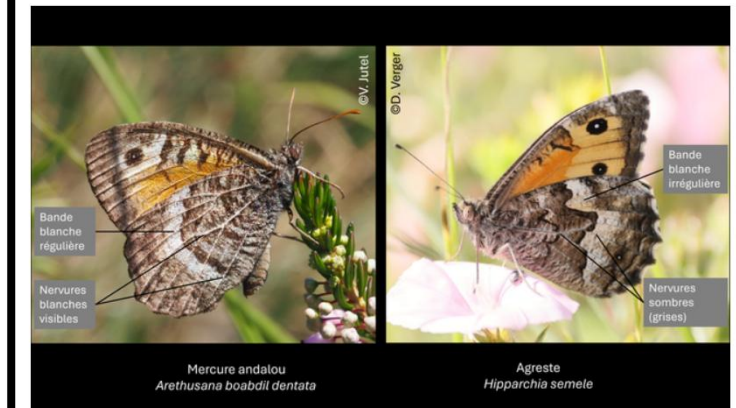 ©V. Jutel
©D. Verger
Bande
blanche
régulière
Nervures
blanches
visibles
Bande
blanche
irrégulière
Nervures
sombres
(grises)
Mercure andalou
Arethusana boabdil dentata
Agreste
Hipparchia semele